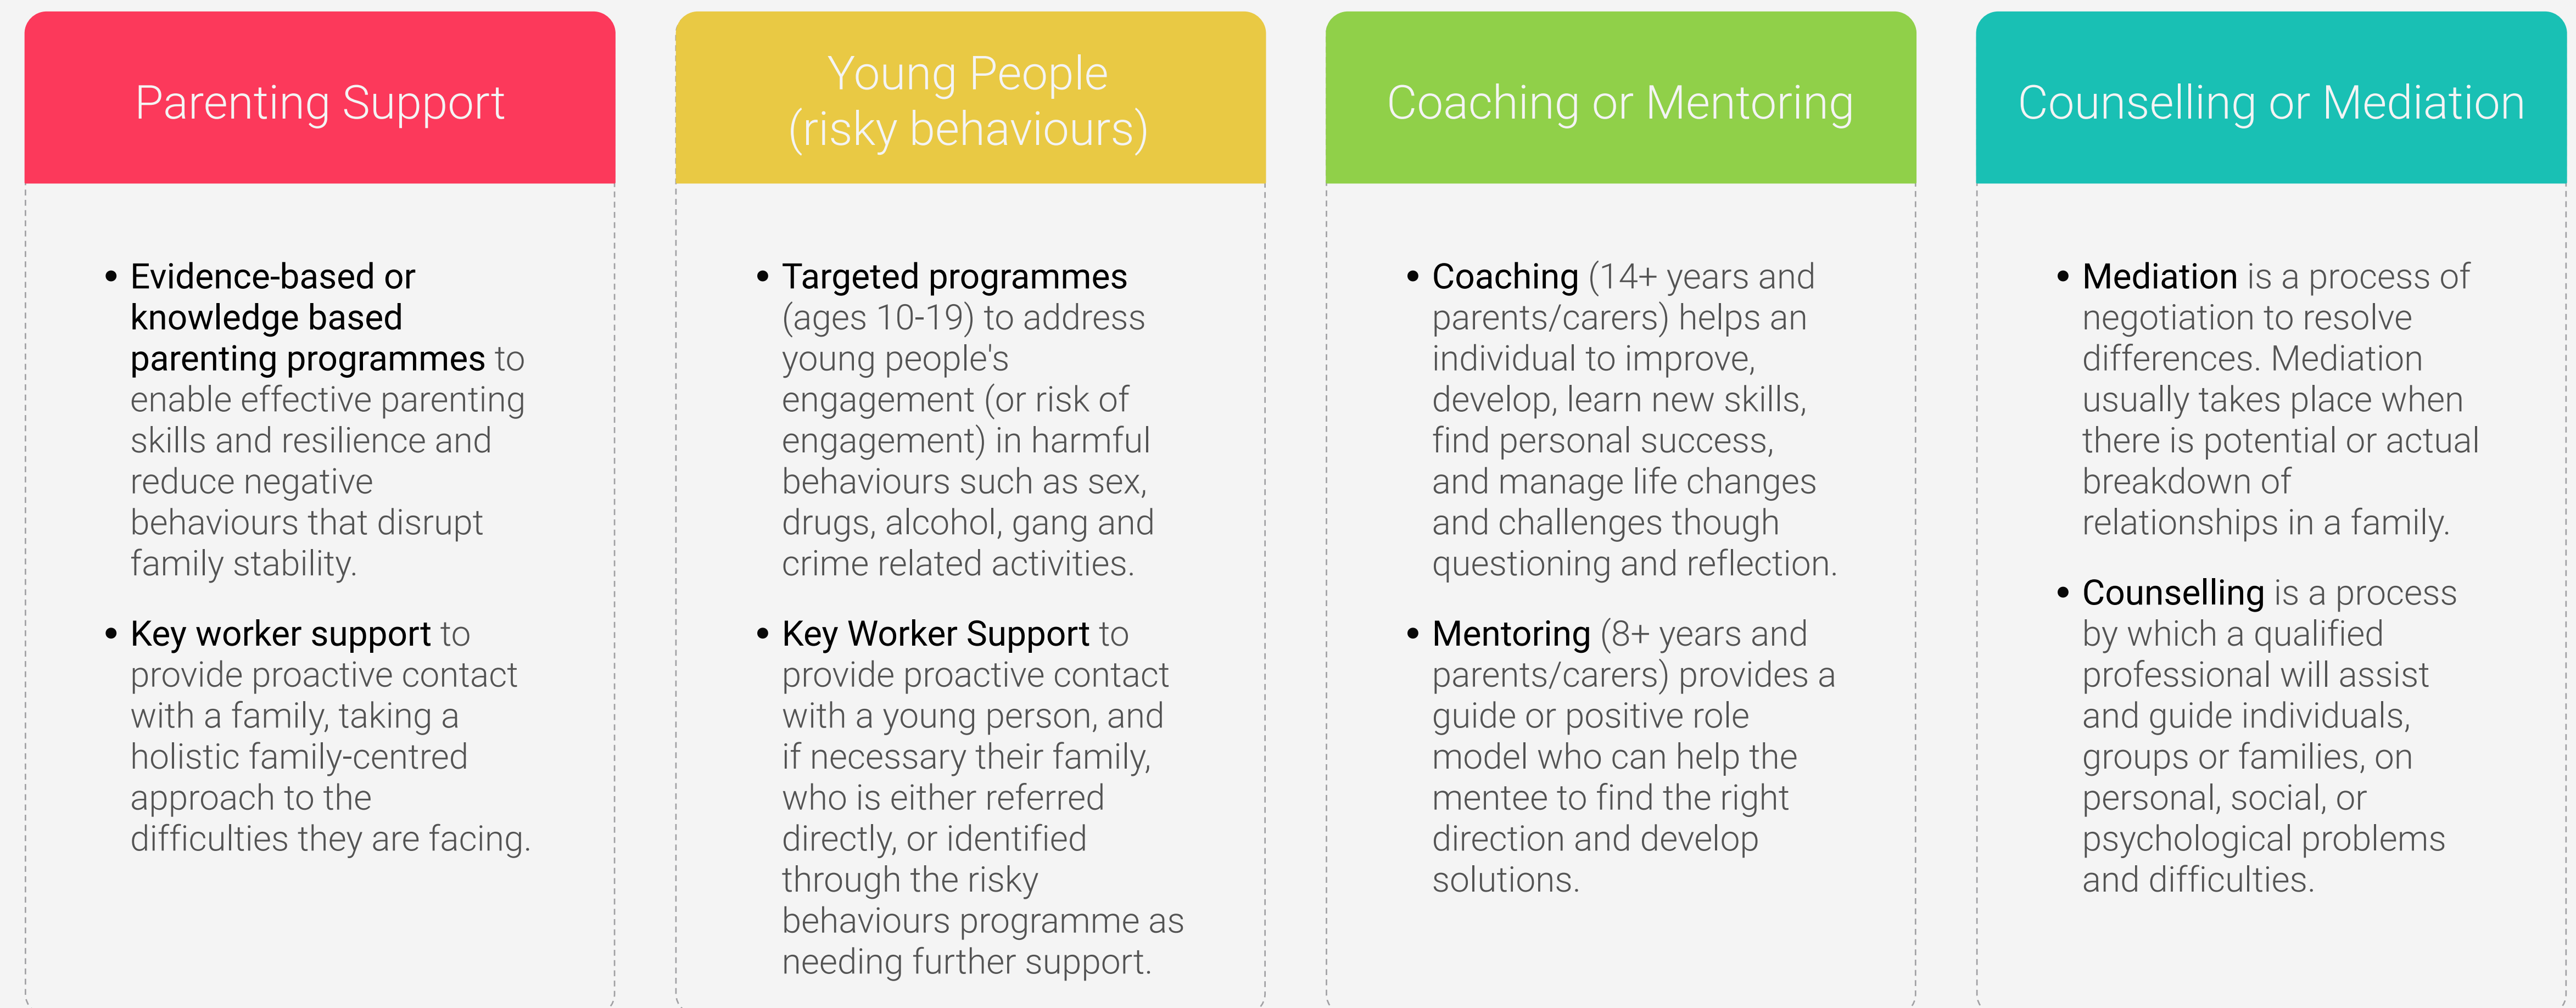 Parenting Support
• Evidence-based or
knowledge based
parenting programmes to
enable effective parenting
skills and resilience and
reduce negative
behaviours that disrupt
family stability.
• Key worker support to
provide proactive contact
with a family, taking a
holistic family-centred
approach to the
difficulties they are facing.
Young People
(risky behaviours)
• Targeted programmes
(ages 10-19) to address
young people's
engagement (or risk of
engagement) in harmful
behaviours such as sex,
drugs, alcohol, gang and
crime related activities.
• Key Worker Support to
provide proactive contact
with a young person, and
if necessary their family,
who is either referred
directly, or identified
through the risky
behaviours programme as
needing further support.
Coaching or Mentoring
• Coaching (14+ years and
parents/carers) helps an
individual to improve,
develop, learn new skills,
find personal success,
and manage life changes
and challenges though
questioning and reflection.
• Mentoring (8+ years and
parents/carers) provides a
guide or positive role
model who can help the
mentee to find the right
direction and develop
solutions.
Counselling or Mediation
• Mediation is a process of
negotiation to resolve
differences. Mediation
usually takes place when
there is potential or actual
breakdown of
relationships in a family.
• Counselling is a process
by which a qualified
professional will assist
and guide individuals,
groups or families, on
personal, social, or
psychological problems
and difficulties.